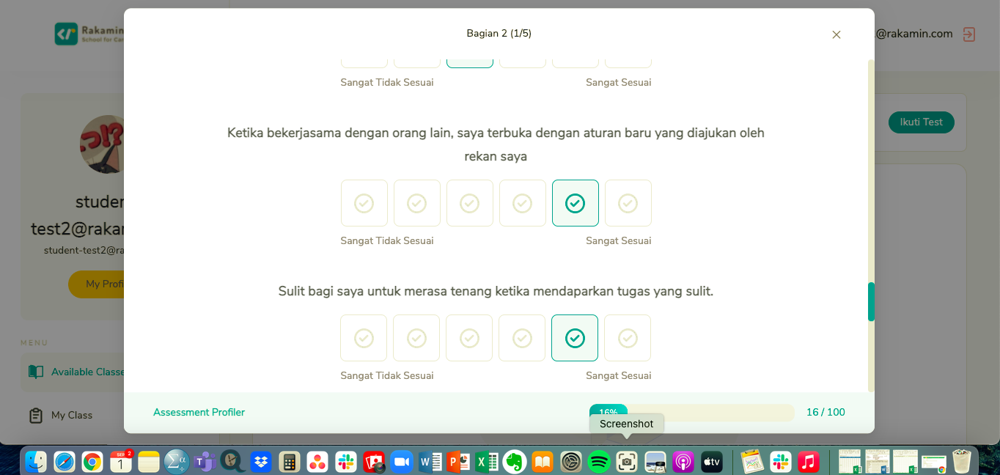 Bagian 2 (1/5)
Rakamin
School for Car
@rakamin.com
Sangat Tidak Sesuai Sangat Sesuai
Ikuti Test
Ketika bekerjasama dengan orang lain, saya terbuka dengan aturan baru yang diajukan oleh
rekan saya
studen
test2@rakar
student-test2@ra
My Profi
Sangat Tidak Sesuai Sangat Sesuai
Sulit bagi saya untuk merasa tenang ketika mendaparkan tugas yang sulit.
MENU
Available Classe
My Class
Sangat Tidak Sesuai Sangat Sesuai
Assessment Profiler
16%
16 / 100
Screenshot
SEP
1
2
tv